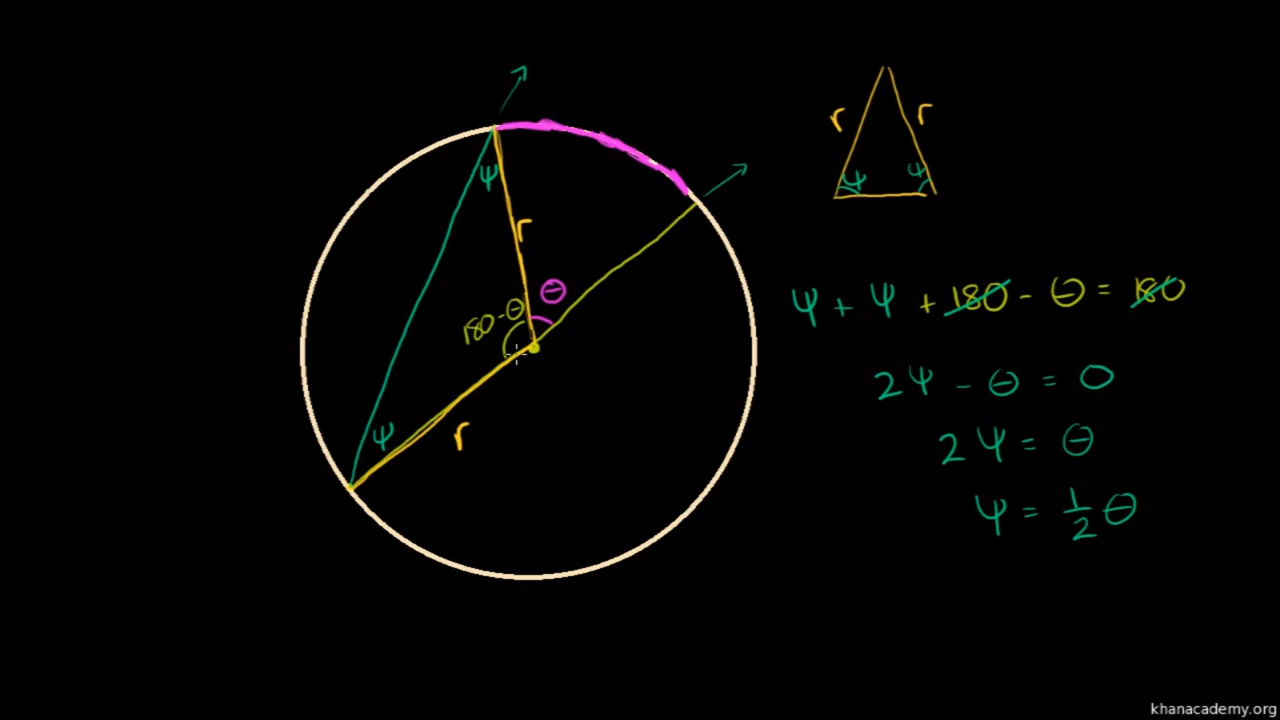 r r
ψ ψ
ψ
r
θ
180-θ
ψ
r
ψ + ψ + 180 - θ = 180
2ψ - θ = 0
2ψ = θ
ψ = 1/2 θ
khanacademy.org